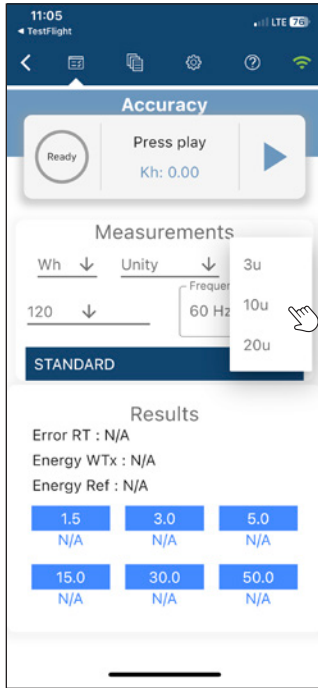 11:05
LTE 76
◄ TestFlight
Accuracy
Ready
Press play
Kh: 0.00
Measurements
Wh
Unity
3u
120
60 Hz
10u
20u
STANDARD
Results
Error RT : N/A
Energy WTx : N/A
Energy Ref : N/A
1.5 3.0 5.0
N/A N/A N/A
15.0 30.0 50.0
N/A N/A N/A